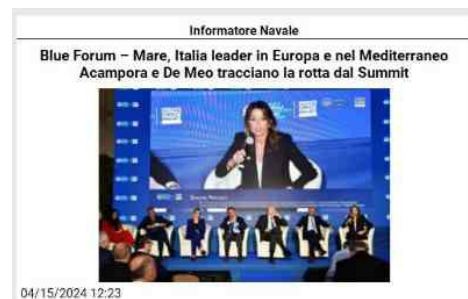 Informatore Navale
Blue Forum – Mare, Italia leader in Europa e nel Mediterraneo
Acampora e De Meo tracciano la rotta dal Summit
04/15/2024 12:23